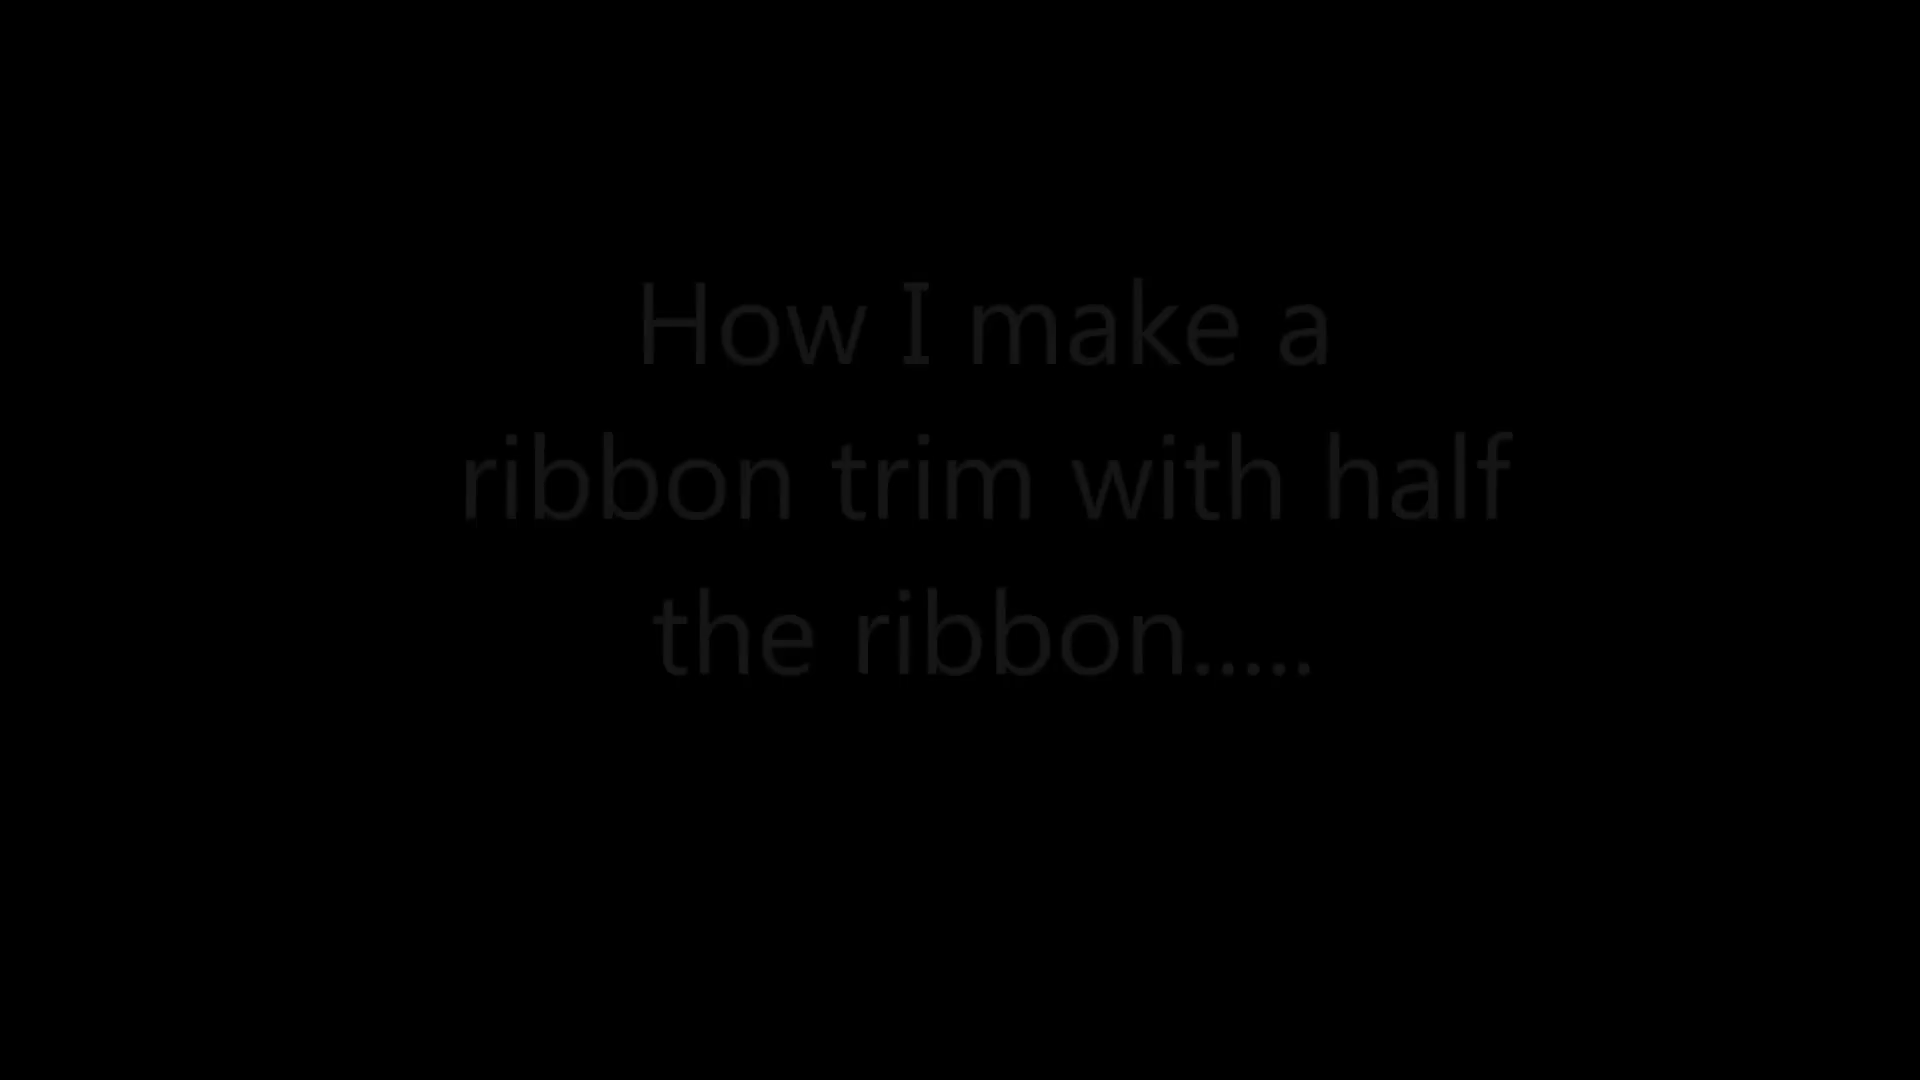 How I make a
ribbon trim with half
the ribbon.....